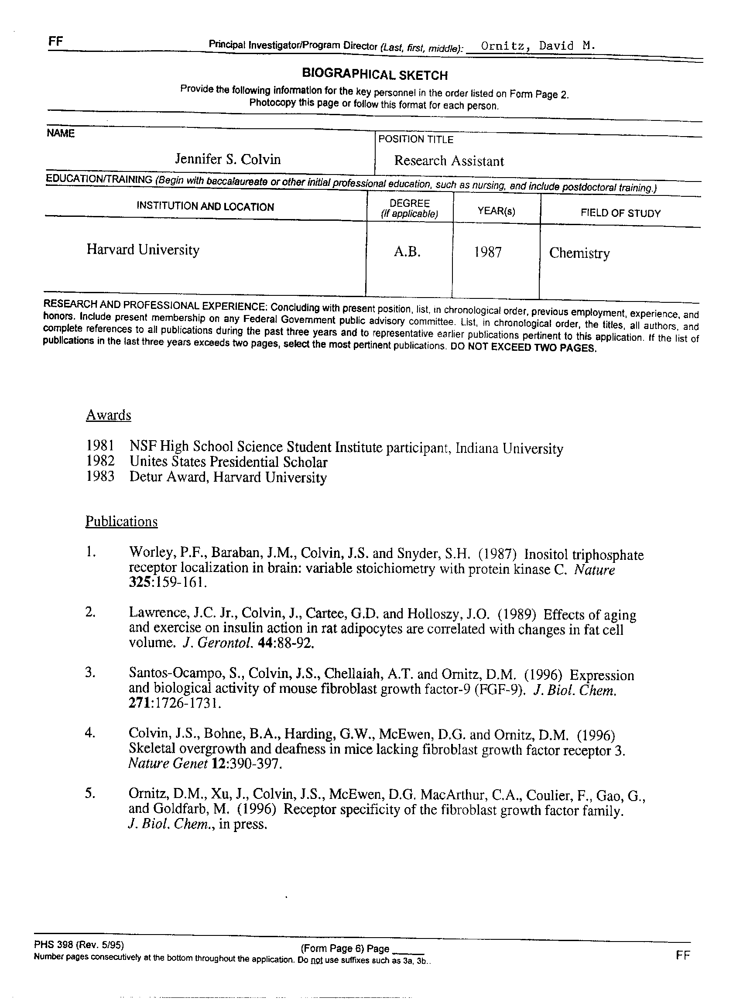 FF
Principal Investigator/Program Director (Last, first, middle): Ornitz, David M.
BIOGRAPHICAL SKETCH
Provide the following information for the key personnel in the order listed on Form Page 2.
Photocopy this page or follow this format for each person.
NAME
POSITION TITLE
Jennifer S. Colvin
Research Assistant
EDUCATION/TRAINING (Begin with baccalaureate or other initial professional education, such as nursing, and include postdoctoral training.)
INSTITUTION AND LOCATION
DEGREE
(if applicable)
YEAR(s)
FIELD OF STUDY
Harvard University
A.B.
1987
Chemistry
RESEARCH AND PROFESSIONAL EXPERIENCE: Concluding with present position, list, in chronological order, previous employment, experience, and
honors. Include present membership on any Federal Government public advisory committee. List, in chronological order, the titles, all authors, and
complete references to all publications during the past three years and to representative earlier publications pertinent to this application. If the list of
publications in the last three years exceeds two pages, select the most pertinent publications. DO NOT EXCEED TWO PAGES.
Awards
1981 NSF High School Science Student Institute participant, Indiana University
1982 Unites States Presidential Scholar
1983 Detur Award, Harvard University
Publications
1. Worley, P.F., Baraban, J.M., Colvin, J.S. and Snyder, S.H. (1987) Inositol triphosphate
receptor localization in brain: variable stoichiometry with protein kinase C. Nature
325:159-161.
2. Lawrence, J.C. Jr., Colvin, J., Cartee, G.D. and Holloszy, J.O. (1989) Effects of aging
and exercise on insulin action in rat adipocytes are correlated with changes in fat cell
volume. J. Gerontol. 44:88-92.
3. Santos-Ocampo, S., Colvin, J.S., Chellaiah, A.T. and Ornitz, D.M. (1996) Expression
and biological activity of mouse fibroblast growth factor-9 (FGF-9). J. Biol. Chem.
271:1726-1731.
4. Colvin, J.S., Bohne, B.A., Harding, G.W., McEwen, D.G. and Ornitz, D.M. (1996)
Skeletal overgrowth and deafness in mice lacking fibroblast growth factor receptor 3.
Nature Genet 12:390-397.
5. Ornitz, D.M., Xu, J., Colvin, J.S., McEwen, D.G. MacArthur, C.A., Coulier, F., Gao, G.,
and Goldfarb, M. (1996) Receptor specificity of the fibroblast growth factor family.
J. Biol. Chem., in press.
PHS 398 (Rev. 5/95)
(Form Page 6) Page
Number pages consecutively at the bottom throughout the application. Do not use suffixes such as 3a, 3b..
FF